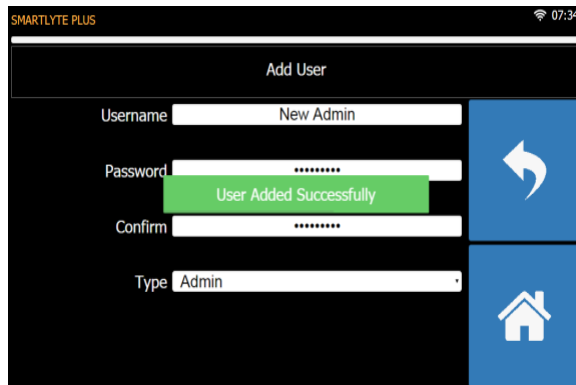 SMARTLYTE PLUS 07:34
Add User
Username New Admin
Password •••••••••
User Added Successfully
Confirm •••••••••
Type Admin